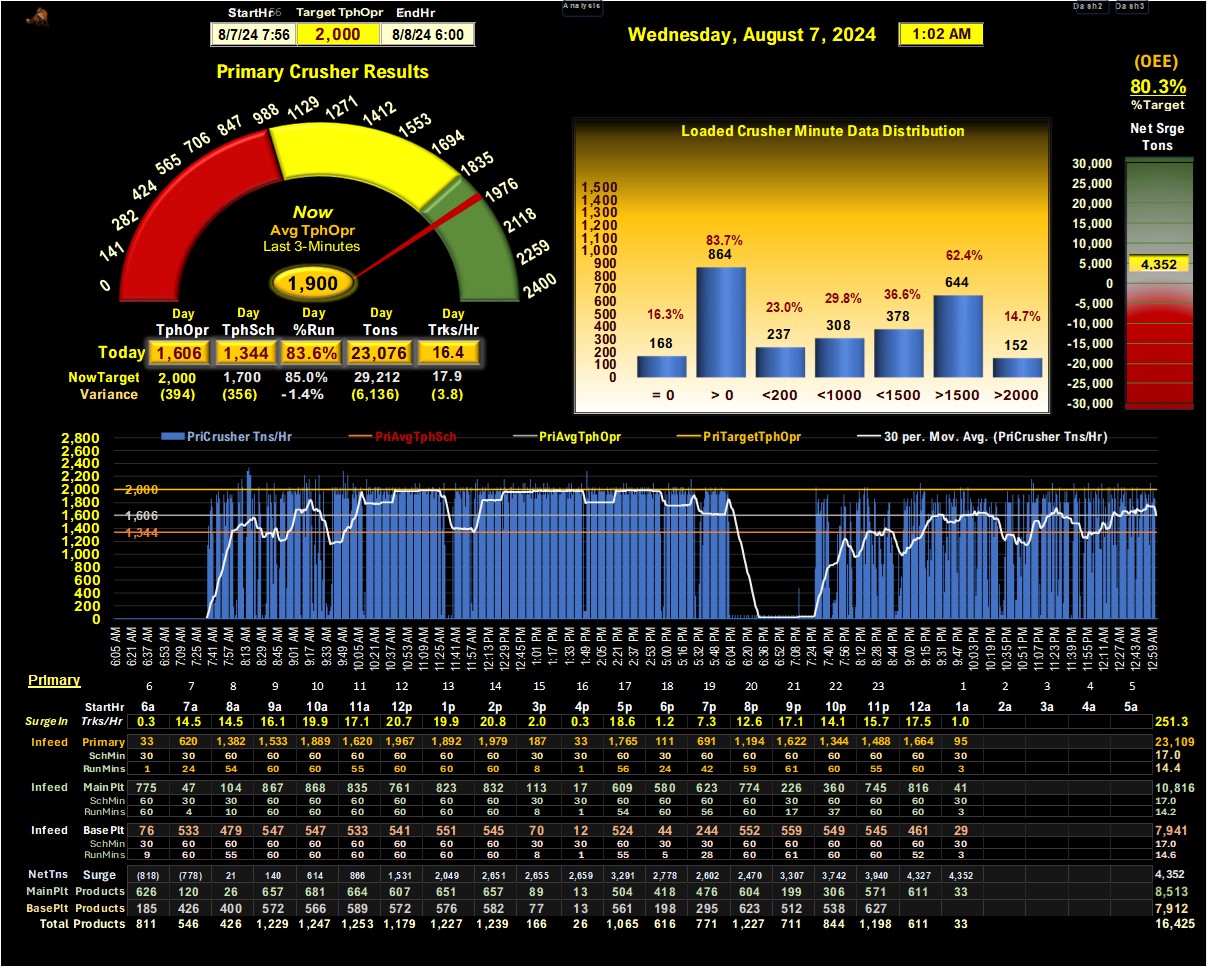 Analysis
Dash2 Dash3
StartHr56 Target TphOpr EndHr
8/7/24 7:56 2,000 8/8/24 6:00
Wednesday, August 7, 2024 1:02 AM
(OEE)
80.3%
%Target
Primary Crusher Results
0 141 282 424 565 706 847 988 1129 1271 1412 1553 1694 1835 1976 2118 2259 2400
Now
Avg TphOpr
Last 3-Minutes
1,900
Day Day Day Day Day
TphOpr TphSch %Run Tons Trks/Hr
Today 1,606 1,344 83.6% 23,076 16.4
NowTarget 2,000 1,700 85.0% 29,212 17.9
Variance (394) (356) -1.4% (6,136) (3.8)
Loaded Crusher Minute Data Distribution
1,500
1,400
1,300
1,200
1,100
1,000
900
800
700
600
500
400
300
200
100
0
16.3% 83.7% 23.0% 29.8% 36.6% 62.4% 14.7%
168 864 237 308 378 644 152
= 0 > 0 <200 <1000 <1500 >1500 >2000
Net Srge
Tons
30,000
25,000
20,000
15,000
10,000
5,000
0
-5,000
-10,000
-15,000
-20,000
-25,000
-30,000
4,352
PriCrusher Tns/Hr PriAvgTphSch PriAvgTphOpr PriTargetTphOpr 30 per. Mov. Avg. (PriCrusher Tns/Hr)
2,800
2,600
2,400
2,200
2,000
1,800
1,600
1,400
1,200
1,000
800
600
400
200
0
2,000
1,606
1,344
6:05 AM 6:21 AM 6:37 AM 6:53 AM 7:09 AM 7:25 AM 7:41 AM 7:57 AM 8:13 AM 8:29 AM 8:45 AM 9:01 AM 9:17 AM 9:33 AM 9:49 AM 10:05 AM 10:21 AM 10:37 AM 10:53 AM 11:09 AM 11:25 AM 11:41 AM 11:57 AM 12:13 PM 12:29 PM 12:45 PM 1:01 PM 1:17 PM 1:33 PM 1:49 PM 2:05 PM 2:21 PM 2:37 PM 2:53 PM 5:00 PM 5:16 PM 5:32 PM 5:48 PM 6:04 PM 6:20 PM 6:36 PM 6:52 PM 7:08 PM 7:24 PM 7:40 PM 7:56 PM 8:12 PM 8:28 PM 8:44 PM 9:00 PM 9:15 PM 9:31 PM 9:47 PM 10:03 PM 10:19 PM 10:35 PM 10:51 PM 11:07 PM 11:23 PM 11:39 PM 11:55 PM 12:11 AM 12:27 AM 12:43 AM 12:59 AM
Primary
6 7 8 9 10 11 12 13 14 15 16 17 18 19 20 21 22 23 1 2 3 4 5
StartHr 6a 7a 8a 9a 10a 11a 12p 1p 2p 3p 4p 5p 6p 7p 8p 9p 10p 11p 12a 1a 2a 3a 4a 5a
SurgeIn Trks/Hr 0.3 14.5 14.5 16.1 19.9 17.1 20.7 19.9 20.8 2.0 0.3 18.6 1.2 7.3 12.6 17.1 14.1 15.7 17.5 1.0 251.3
Infeed Primary 33 620 1,382 1,533 1,889 1,620 1,967 1,892 1,979 187 33 1,765 111 691 1,194 1,622 1,344 1,488 1,664 95 23,109
SchMin 30 30 60 60 60 60 60 60 60 30 30 60 60 60 60 60 60 60 60 30 17.0
RunMins 1 24 54 60 60 55 60 60 60 8 1 56 24 42 59 61 60 55 60 3 14.4
Infeed MainPlt 775 47 104 867 868 835 761 823 832 113 17 609 580 623 774 226 360 745 816 41 10,816
SchMin 60 30 30 60 60 60 60 60 60 30 30 60 60 60 60 30 60 60 60 30 17.0
RunMins 60 4 10 60 60 60 60 60 60 8 1 54 56 60 60 17 37 60 60 3 14.2
Infeed BasePlt 76 533 479 547 547 533 541 551 545 70 12 524 44 244 552 559 549 545 461 29 7,941
SchMin 30 60 60 60 60 60 60 60 60 30 30 60 30 60 60 60 60 60 60 30 17.0
RunMins 9 60 55 60 60 60 60 60 60 8 1 55 5 28 60 61 60 60 52 3 14.6
NetTns Surge (818) (778) 21 140 614 866 1,531 2,049 2,651 2,655 2,659 3,291 2,778 2,602 2,470 3,307 3,742 3,940 4,327 4,352 4,352
MainPlt Products 626 120 26 657 681 664 607 651 657 89 13 504 418 476 604 199 306 571 611 33 8,513
BasePlt Products 185 426 400 572 566 589 572 576 582 77 13 561 198 295 623 512 538 627 7,912
Total Products 811 546 426 1,229 1,247 1,253 1,179 1,227 1,239 166 26 1,065 616 771 1,227 711 844 1,198 611 33 16,425